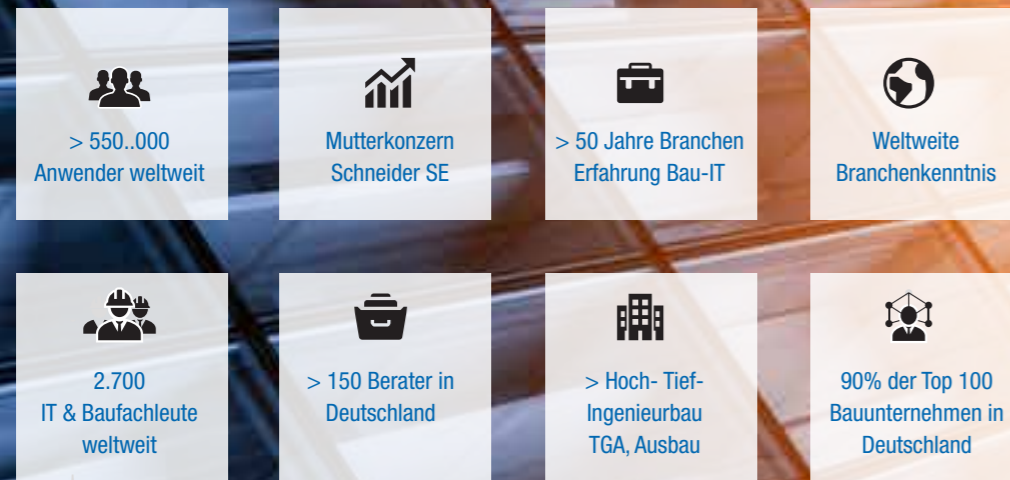 > 550..000
Anwender weltweit
Mutterkonzern
Schneider SE
> 50 Jahre Branchen
Erfahrung Bau-IT
Weltweite
Branchenkenntnis
2.700
IT & Baufachleute
weltweit
> 150 Berater in
Deutschland
> Hoch- Tief-
Ingenieurbau
TGA, Ausbau
90% der Top 100
Bauunternehmen in
Deutschland